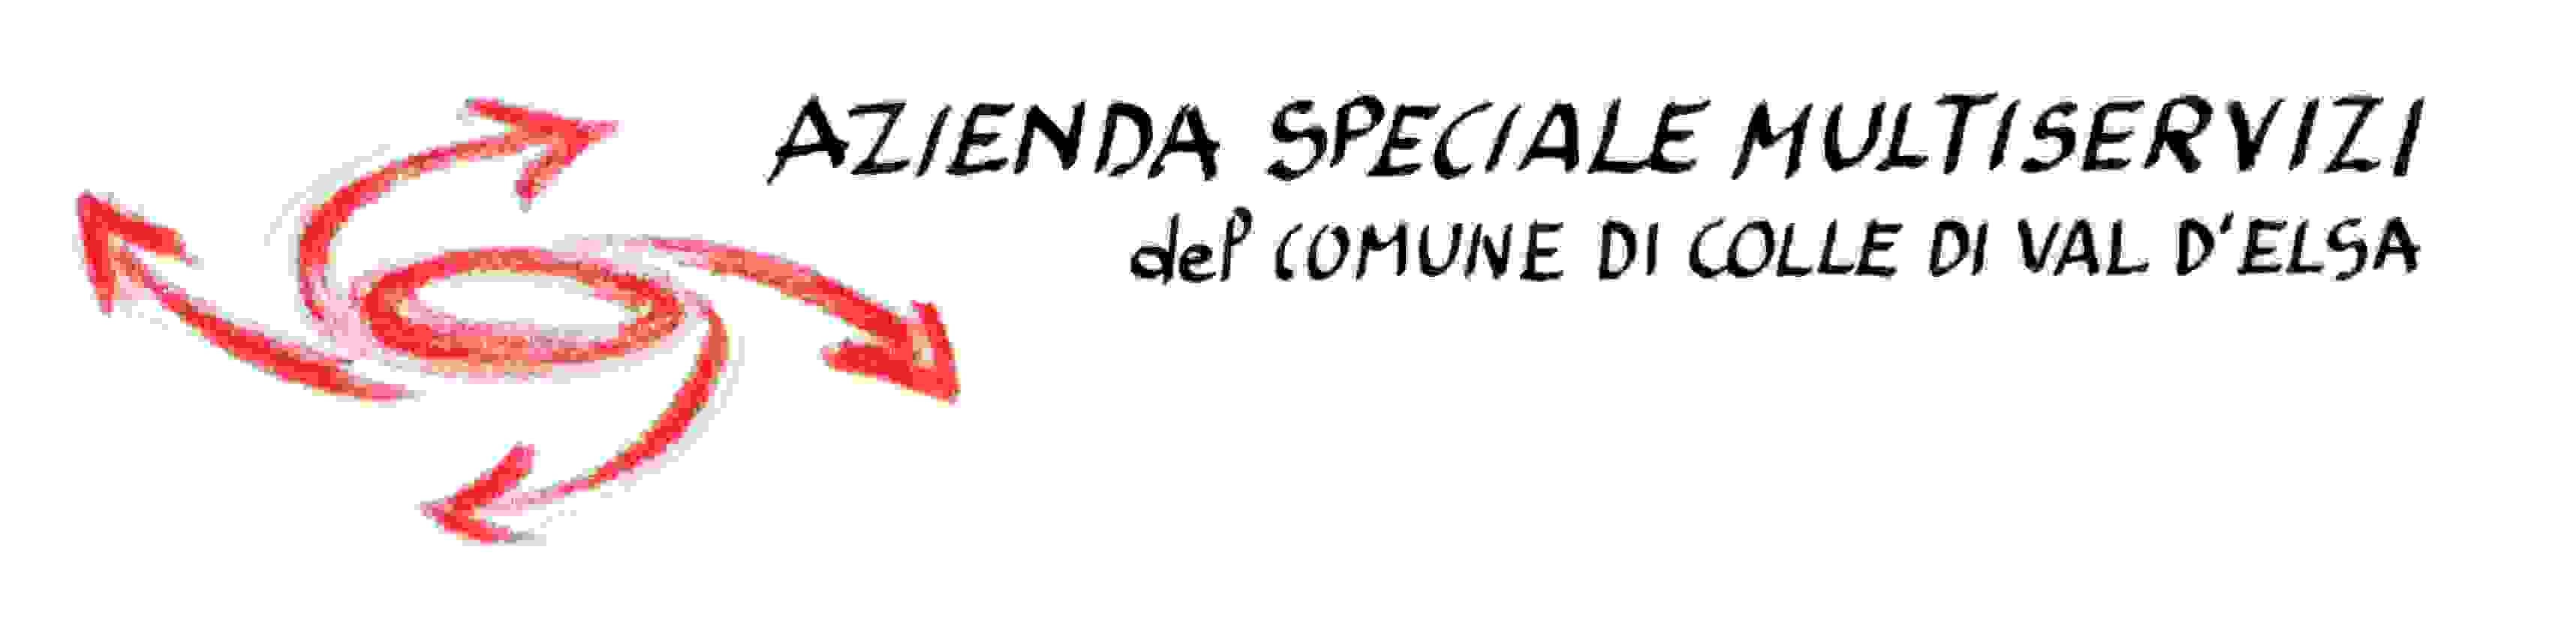 AZIENDA SPECIALE MULTISERVIZI
del COMUNE DI COLLE DI VAL D'ELSA